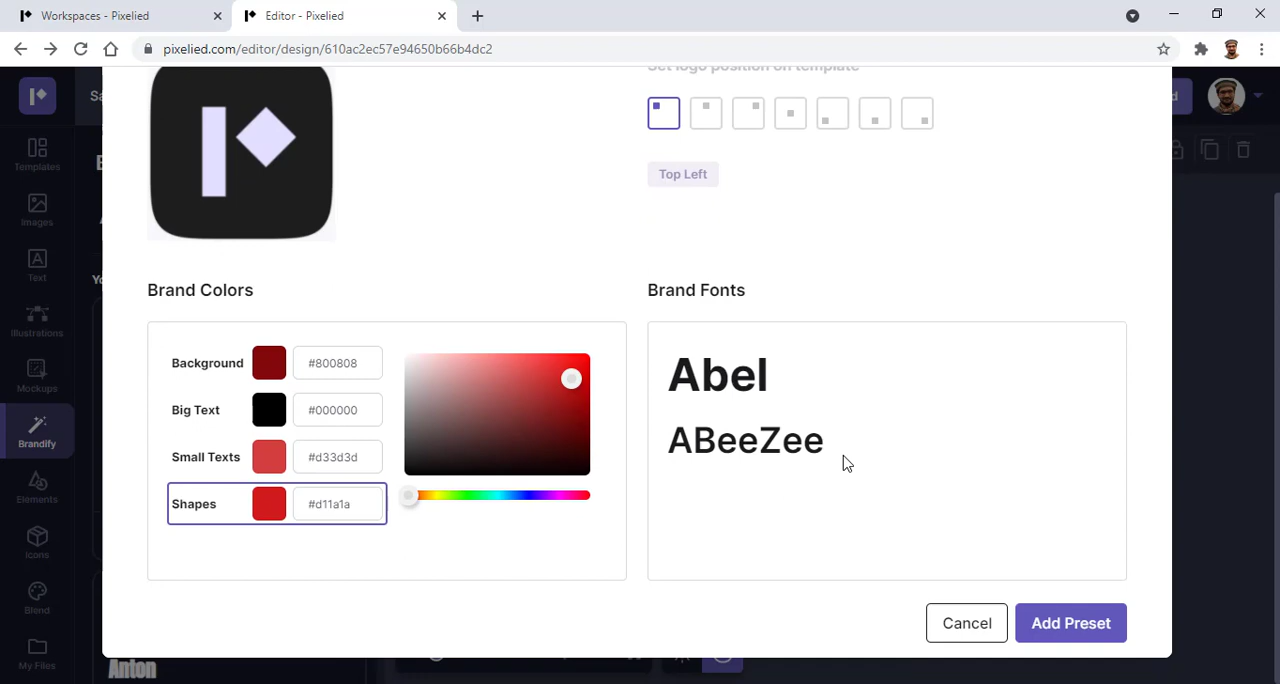 Workspaces - Pixelied
Editor - Pixelied
pixelied.com/editor/design/610ac2ec57e94650b66b4dc2
Sa
Set logo position on template
d
Templates
Top Left
Images
Text
Yo
Brand Colors
Brand Fonts
Illustrations
Background #800808
Abel
Mockups
Big Text #000000
Brandify
ABeeZee
Small Texts #d33d3d
Elements
Shapes #d11a1a
Icons
Blend
Cancel
Add Preset
My Files
Anton